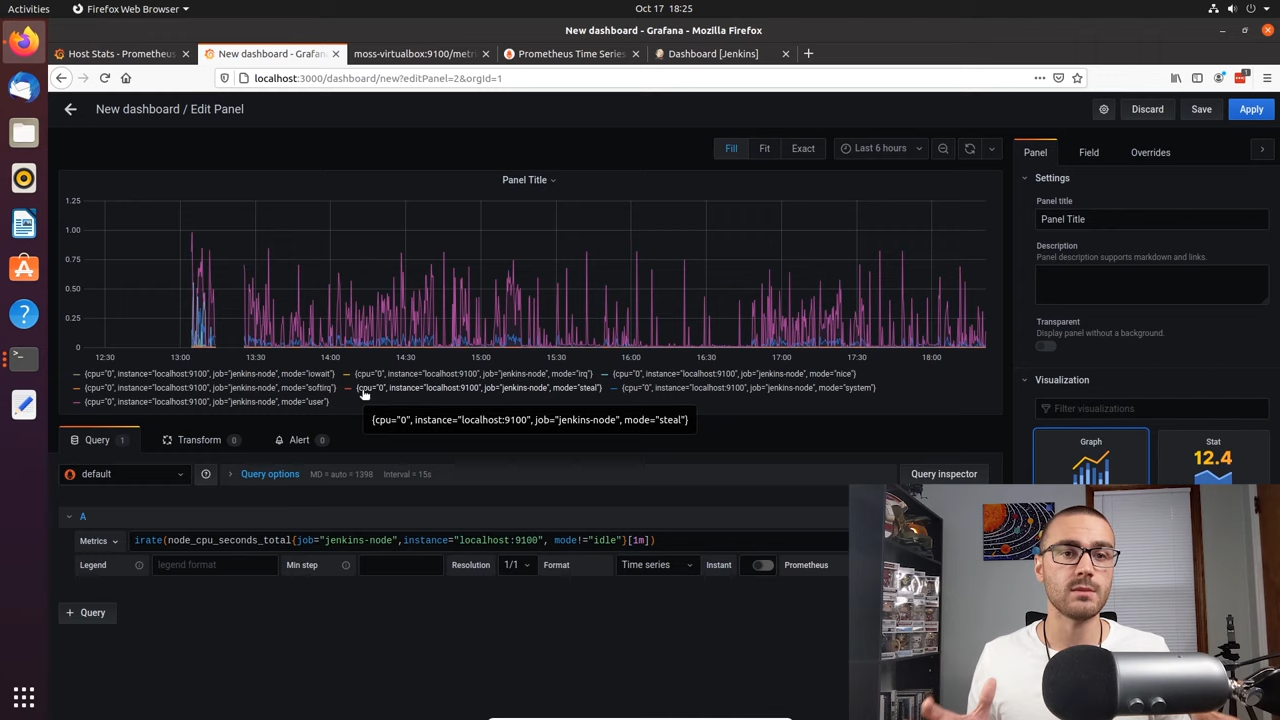 Activities
Firefox Web Browser
Oct 17 18:25
New dashboard - Grafana - Mozilla Firefox
Host Stats - Prometheus
New dashboard - Grafana
moss-virtualbox:9100/metr
Prometheus Time Series
Dashboard [Jenkins]
localhost:3000/dashboard/new?editPanel=2&orgId=1
1
New dashboard / Edit Panel
Discard
Save
Apply
Fill
Fit
Exact
Last 6 hours
Panel
Field
Overrides
Panel Title
Settings
Panel title
Panel Title
Description
Panel description supports markdown and links.
Transparent
Display panel without a background.
1.25
1.00
0.75
0.50
0.25
0
12:30 13:00 13:30 14:00 14:30 15:00 15:30 16:00 16:30 17:00 17:30 18:00
{cpu="0", instance="localhost:9100", job="jenkins-node", mode="iowait"}
{cpu="0", instance="localhost:9100", job="jenkins-node", mode="irq"}
{cpu="0", instance="localhost:9100", job="jenkins-node", mode="nice"}
{cpu="0", instance="localhost:9100", job="jenkins-node", mode="softirq"}
{cpu="0", instance="localhost:9100", job="jenkins-node", mode="steal"}
{cpu="0", instance="localhost:9100", job="jenkins-node", mode="system"}
{cpu="0", instance="localhost:9100", job="jenkins-node", mode="user"}
{cpu="0", instance="localhost:9100", job="jenkins-node", mode="steal"}
Visualization
Filter visualizations
Graph
Stat
12.4
Query 1
Transform 0
Alert 0
default
Query options
MD = auto = 1398
Interval = 15s
Query inspector
A
Metrics
irate(node_cpu_seconds_total{job="jenkins-node",instance="localhost:9100", mode!="idle"}[1m])
Legend
legend format
Min step
Resolution
1/1
Format
Time series
Instant
Prometheus
+ Query